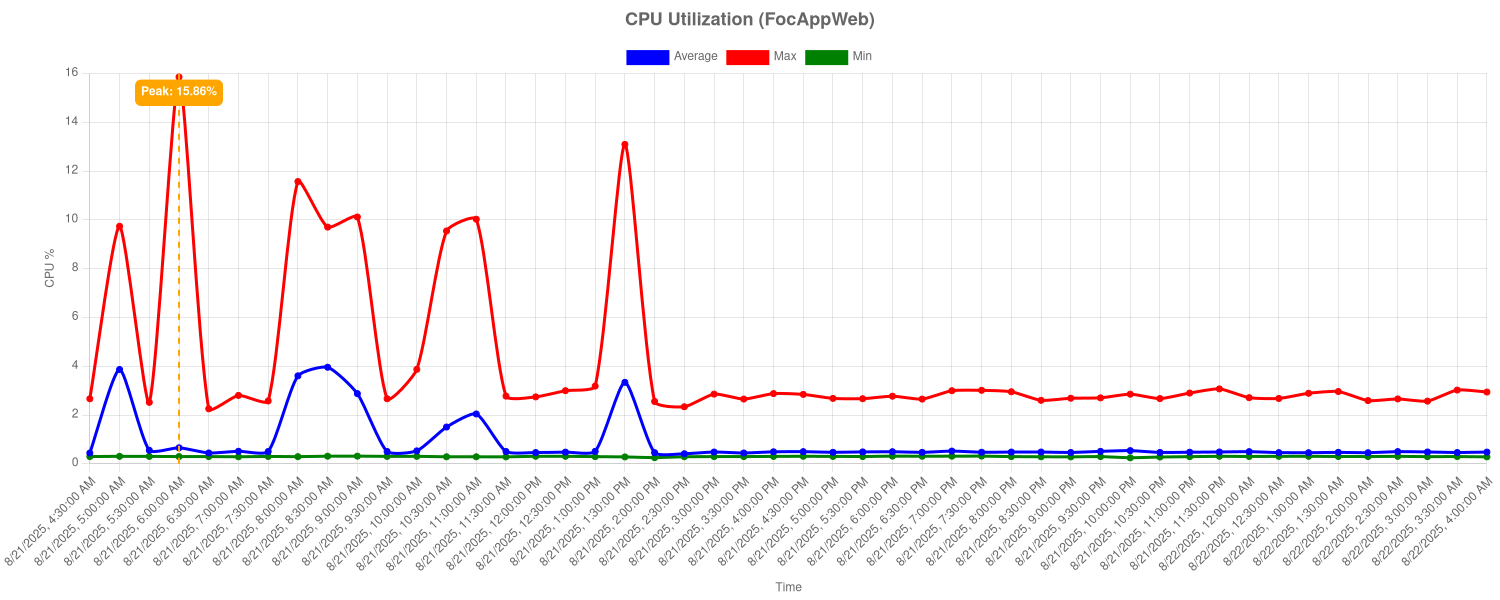 CPU Utilization (FocAppWeb)
Average Max Min
16
Peak: 15.86%
14
12
10
8
6
4
2
0
CPU %
8/21/2025, 4:30:00 AM
8/21/2025, 5:00:00 AM
8/21/2025, 5:30:00 AM
8/21/2025, 6:00:00 AM
8/21/2025, 6:30:00 AM
8/21/2025, 7:00:00 AM
8/21/2025, 7:30:00 AM
8/21/2025, 8:00:00 AM
8/21/2025, 8:30:00 AM
8/21/2025, 9:00:00 AM
8/21/2025, 9:30:00 AM
8/21/2025, 10:00:00 AM
8/21/2025, 10:30:00 AM
8/21/2025, 11:00:00 AM
8/21/2025, 11:30:00 AM
8/21/2025, 12:00:00 PM
8/21/2025, 12:30:00 PM
8/21/2025, 1:00:00 PM
8/21/2025, 1:30:00 PM
8/21/2025, 2:00:00 PM
8/21/2025, 2:30:00 PM
8/21/2025, 3:00:00 PM
8/21/2025, 3:30:00 PM
8/21/2025, 4:00:00 PM
8/21/2025, 4:30:00 PM
8/21/2025, 5:00:00 PM
8/21/2025, 5:30:00 PM
8/21/2025, 6:00:00 PM
8/21/2025, 6:30:00 PM
8/21/2025, 7:00:00 PM
8/21/2025, 7:30:00 PM
8/21/2025, 8:00:00 PM
8/21/2025, 8:30:00 PM
8/21/2025, 9:00:00 PM
8/21/2025, 9:30:00 PM
8/21/2025, 10:00:00 PM
8/21/2025, 10:30:00 PM
8/21/2025, 11:00:00 PM
8/21/2025, 11:30:00 PM
8/22/2025, 12:00:00 AM
8/22/2025, 12:30:00 AM
8/22/2025, 1:00:00 AM
8/22/2025, 1:30:00 AM
8/22/2025, 2:00:00 AM
8/22/2025, 2:30:00 AM
8/22/2025, 3:00:00 AM
8/22/2025, 3:30:00 AM
8/22/2025, 4:00:00 AM
Time